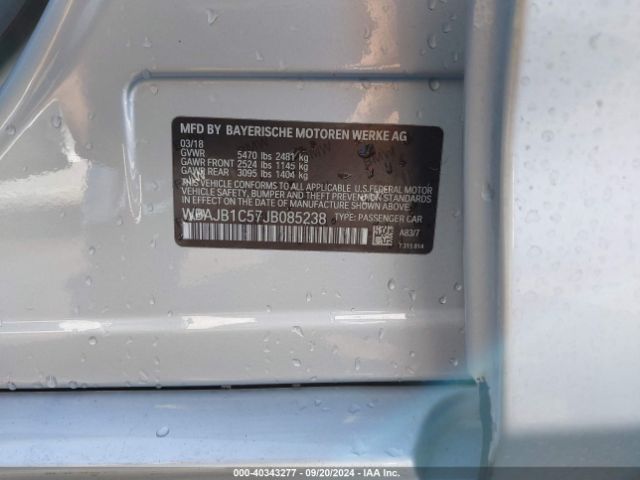 MFD BY BAYERISCHE MOTOREN WERKE AG
03/18
GVWR 5470 lbs 2481 kg
GAWR FRONT 2524 lbs 1145 kg
GAWR REAR 3095 lbs 1404 kg
THIS VEHICLE CONFORMS TO ALL APPLICABLE U.S.FEDERAL MOTOR
VEHICLE SAFETY, BUMPER, AND THEFT PREVENTION STANDARDS
IN EFFECT ON THE DATE OF MANUFACTURE SHOWN ABOVE.
WBAJB1C57JB085238 TYPE: PASSENGER CAR
A83/7
7 315 814
000-40343277 - 09/20/2024 - IAA Inc.